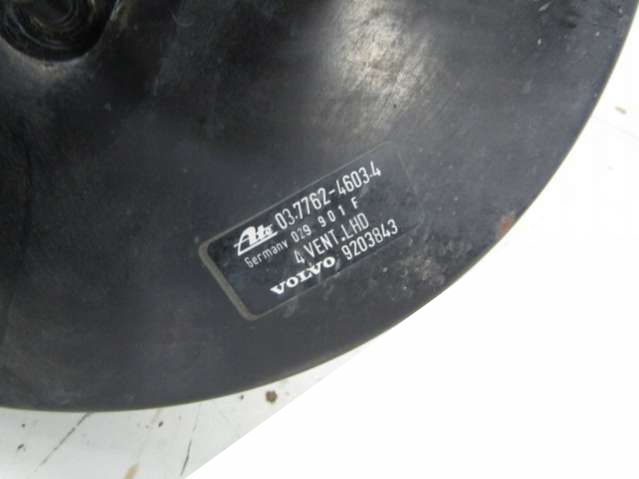 Ate 03.7762-4603.4
Germany 029 901 F
4 VENT. LHD
VOLVO 9203843